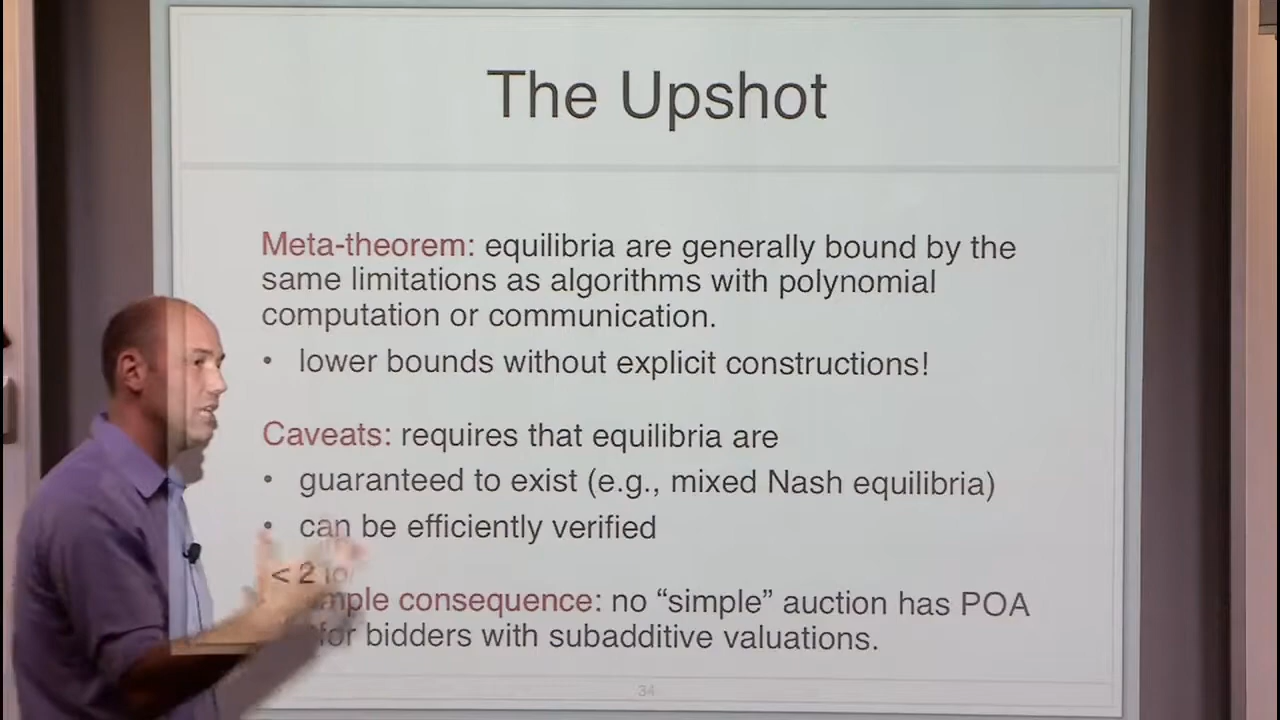 The Upshot
Meta-theorem: equilibria are generally bound by the
same limitations as algorithms with polynomial
computation or communication.
• lower bounds without explicit constructions!
Caveats: requires that equilibria are
• guaranteed to exist (e.g., mixed Nash equilibria)
• can be efficiently verified
consequence: no “simple” auction has POA
< 2 for bidders with subadditive valuations.
34